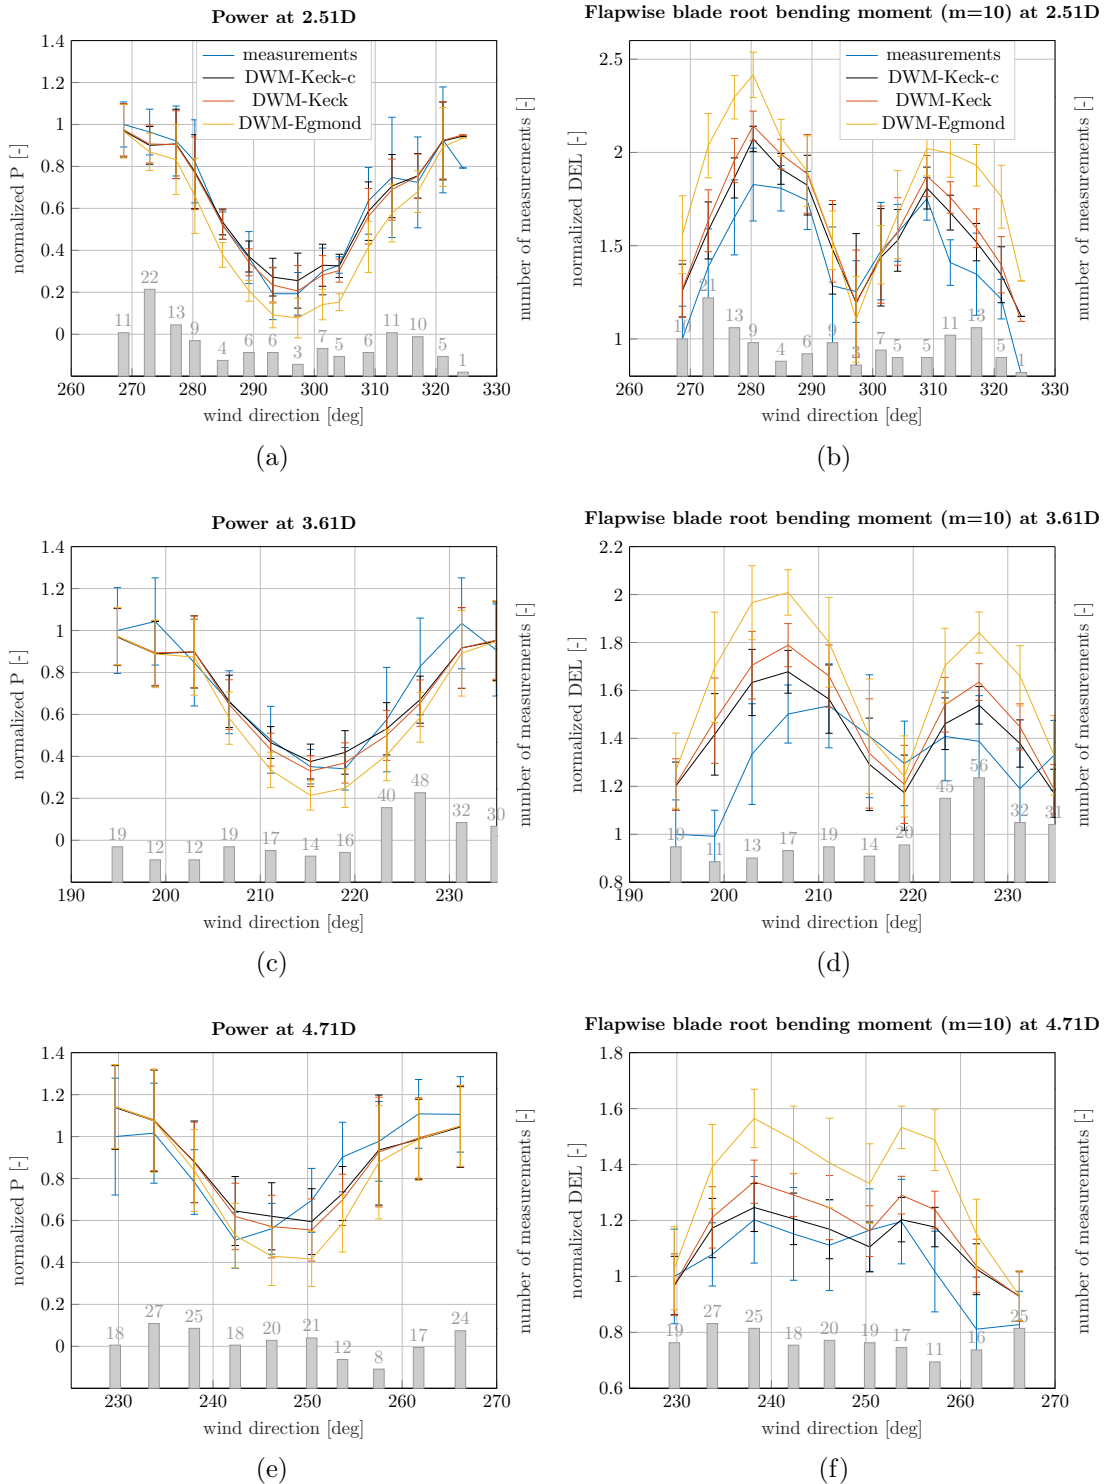 Power at 2.51D
normalized P [-]
1.4
1.2
1
0.8
0.6
0.4
0.2
0
measurements
DWM-Keck-c
DWM-Keck
DWM-Egmond
11 22 13 9 4 6 6 3 7 5 6 11 10 5 1
260 270 280 290 300 310 320 330
wind direction [deg]
number of measurements [-]
(a)
Flapwise blade root bending moment (m=10) at 2.51D
normalized DEL [-]
2.5
2
1.5
1
measurements
DWM-Keck-c
DWM-Keck
DWM-Egmond
21 13 9 4 6 9 3 7 5 5 11 13 5 1
260 270 280 290 300 310 320 330
wind direction [deg]
number of measurements [-]
(b)
Power at 3.61D
normalized P [-]
1.4
1.2
1
0.8
0.6
0.4
0.2
0
19 12 12 19 17 14 16 40 48 32 30
190 200 210 220 230
wind direction [deg]
number of measurements [-]
(c)
Flapwise blade root bending moment (m=10) at 3.61D
normalized DEL [-]
2.2
2
1.8
1.6
1.4
1.2
1
0.8
19 11 13 17 19 14 20 45 56 32 31
190 200 210 220 230
wind direction [deg]
number of measurements [-]
(d)
Power at 4.71D
normalized P [-]
1.4
1.2
1
0.8
0.6
0.4
0.2
0
18 27 25 18 20 21 12 8 17 24
230 240 250 260 270
wind direction [deg]
number of measurements [-]
(e)
Flapwise blade root bending moment (m=10) at 4.71D
normalized DEL [-]
1.8
1.6
1.4
1.2
1
0.8
0.6
19 27 25 18 20 19 17 11 16 25
230 240 250 260 270
wind direction [deg]
number of measurements [-]
(f)